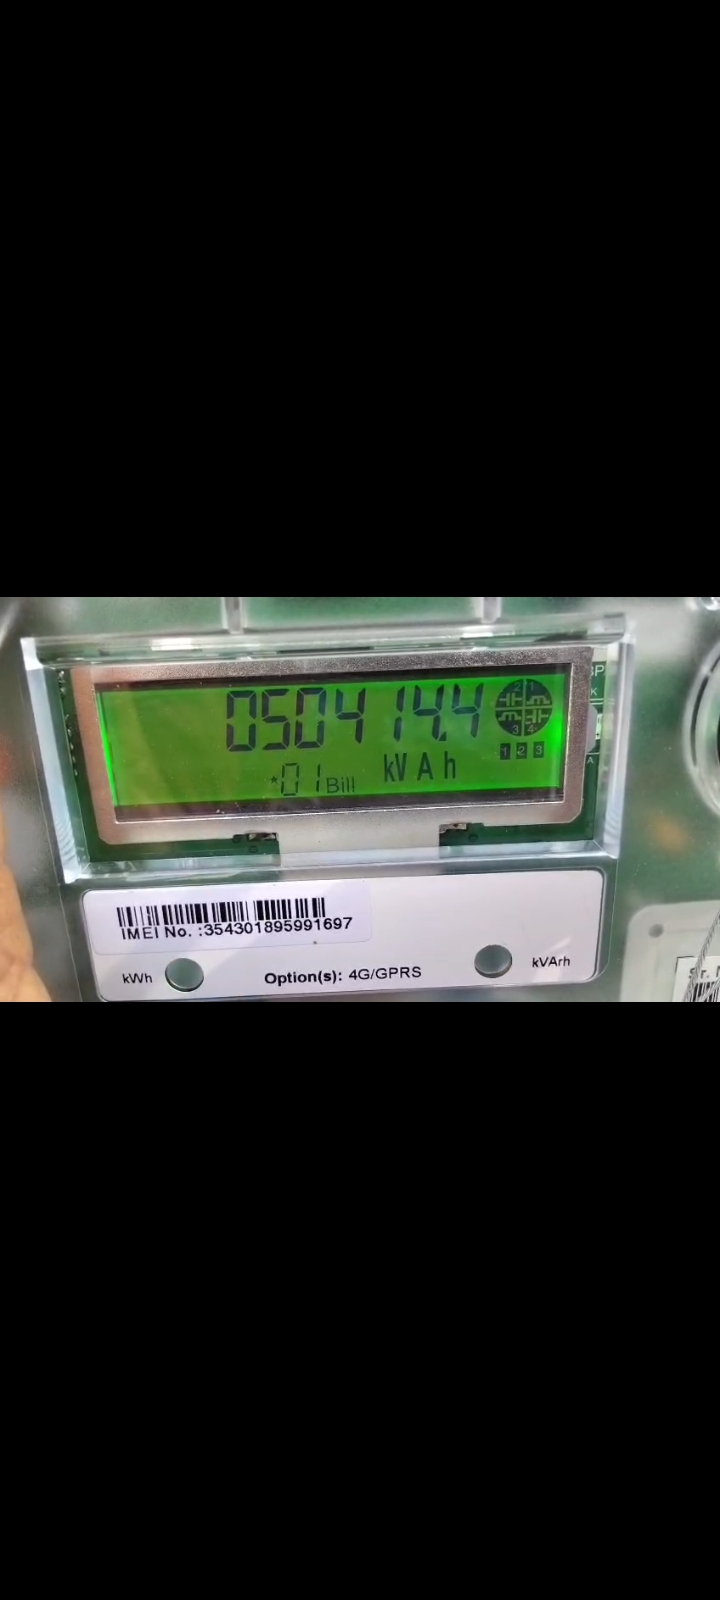 050414.4
*01 Bill kVAh
1 2 3
IMEI No. :354301895991697
kWh Option(s): 4G/GPRS kVArh